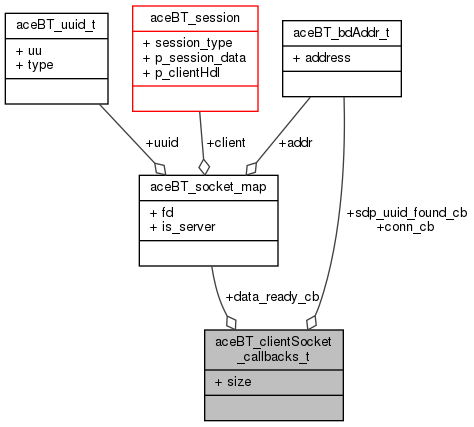 aceBT_uuid_t
+ uu
+ type
aceBT_session
+ session_type
+ p_session_data
+ p_clientHdl
aceBT_bdAddr_t
+ address
+uuid
+client
+addr
aceBT_socket_map
+ fd
+ is_server
+sdp_uuid_found_cb
+conn_cb
+data_ready_cb
aceBT_clientSocket
_callbacks_t
+ size